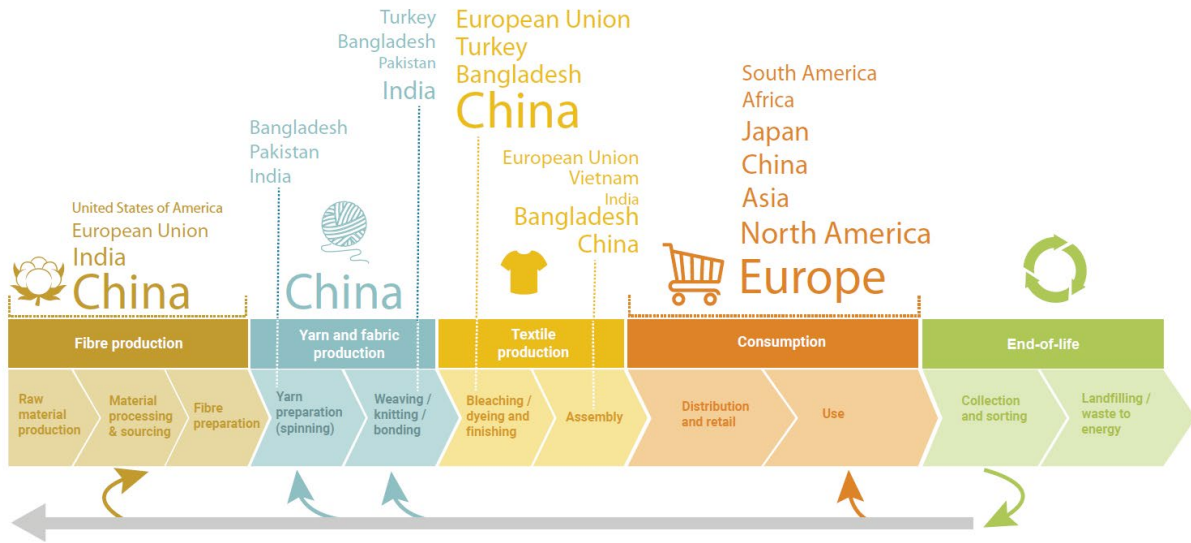 Turkey
Bangladesh
Pakistan
India
European Union
Turkey
Bangladesh
China
Bangladesh
Pakistan
India
European Union
Vietnam
India
Bangladesh
China
South America
Africa
Japan
China
Asia
North America
Europe
United States of America
European Union
India
China
China
Fibre production
Yarn and fabric
production
Textile
production
Consumption
End-of-life
Raw
material
production
Material
processing
& sourcing
Fibre
preparation
Yarn
preparation
(spinning)
Weaving /
knitting /
bonding
Bleaching /
dyeing and
finishing
Assembly
Distribution
and retail
Use
Collection
and sorting
Landfilling /
waste to
energy